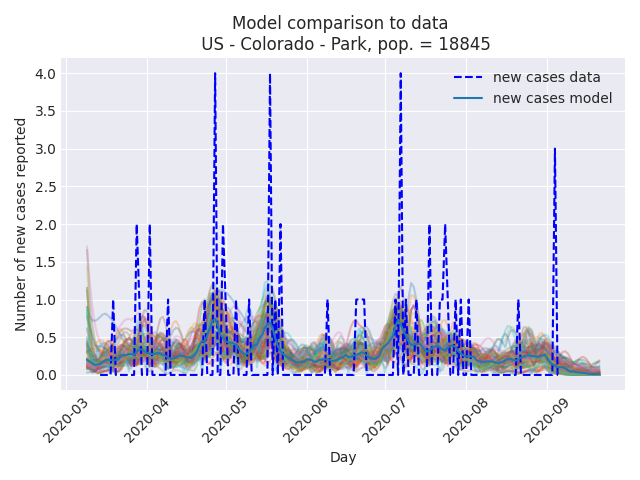 Model comparison to data
US - Colorado - Park, pop. = 18845
new cases data
new cases model
Number of new cases reported
4.0
3.5
3.0
2.5
2.0
1.5
1.0
0.5
0.0
2020-03
2020-04
2020-05
2020-06
2020-07
2020-08
2020-09
Day